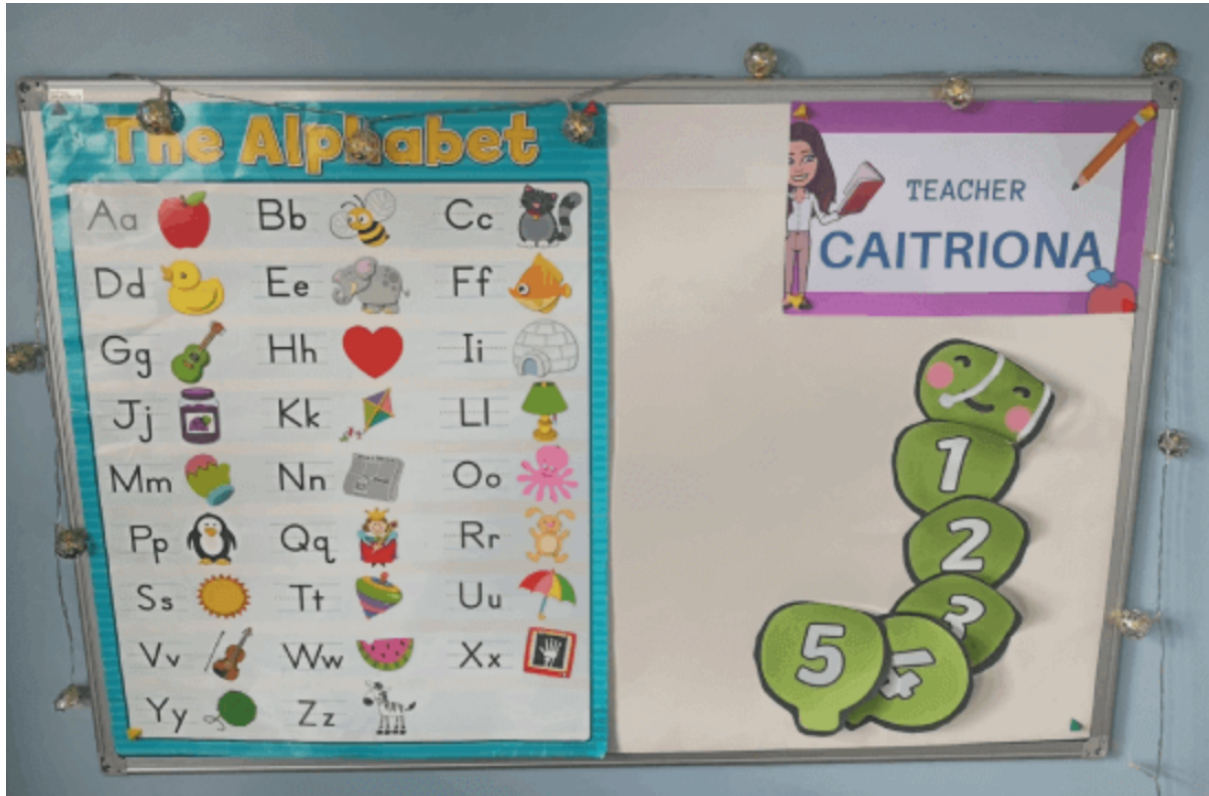 The Alphabet
Aa Bb Cc
Dd Ee Ff
Gg Hh Ii
Jj Kk Ll
Mm Nn Oo
Pp Qq Rr
Ss Tt Uu
Vv Ww Xx
Yy Zz
TEACHER
CAITRIONA
1
2
3
5